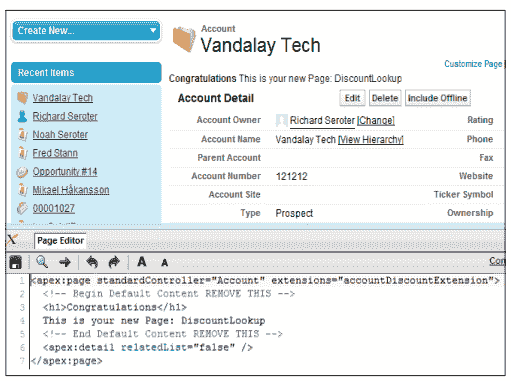 Create New...
Account
Vandalay Tech
Customize Page
Recent Items
Vandalay Tech
Richard Seroter
Noah Seroter
Fred Stann
Opportunity #14
Mikael Håkansson
00001027
Congratulations This is your new Page: DiscountLookup
Account Detail Edit Delete Include Offline
Account Owner Richard Seroter [Change] Rating
Account Name Vandalay Tech [View Hierarchy] Phone
Parent Account Fax
Account Number 121212 Website
Account Site Ticker Symbol
Type Prospect Ownership
X Page Editor
A A
1 <apex:page standardController="Account" extensions="accountDiscountExtension">
2 <!-- Begin Default Content REMOVE THIS -->
3 <h1>Congratulations</h1>
4 This is your new Page: DiscountLookup
5 <!-- End Default Content REMOVE THIS -->
6 <apex:detail relatedList="false" />
7 </apex:page>